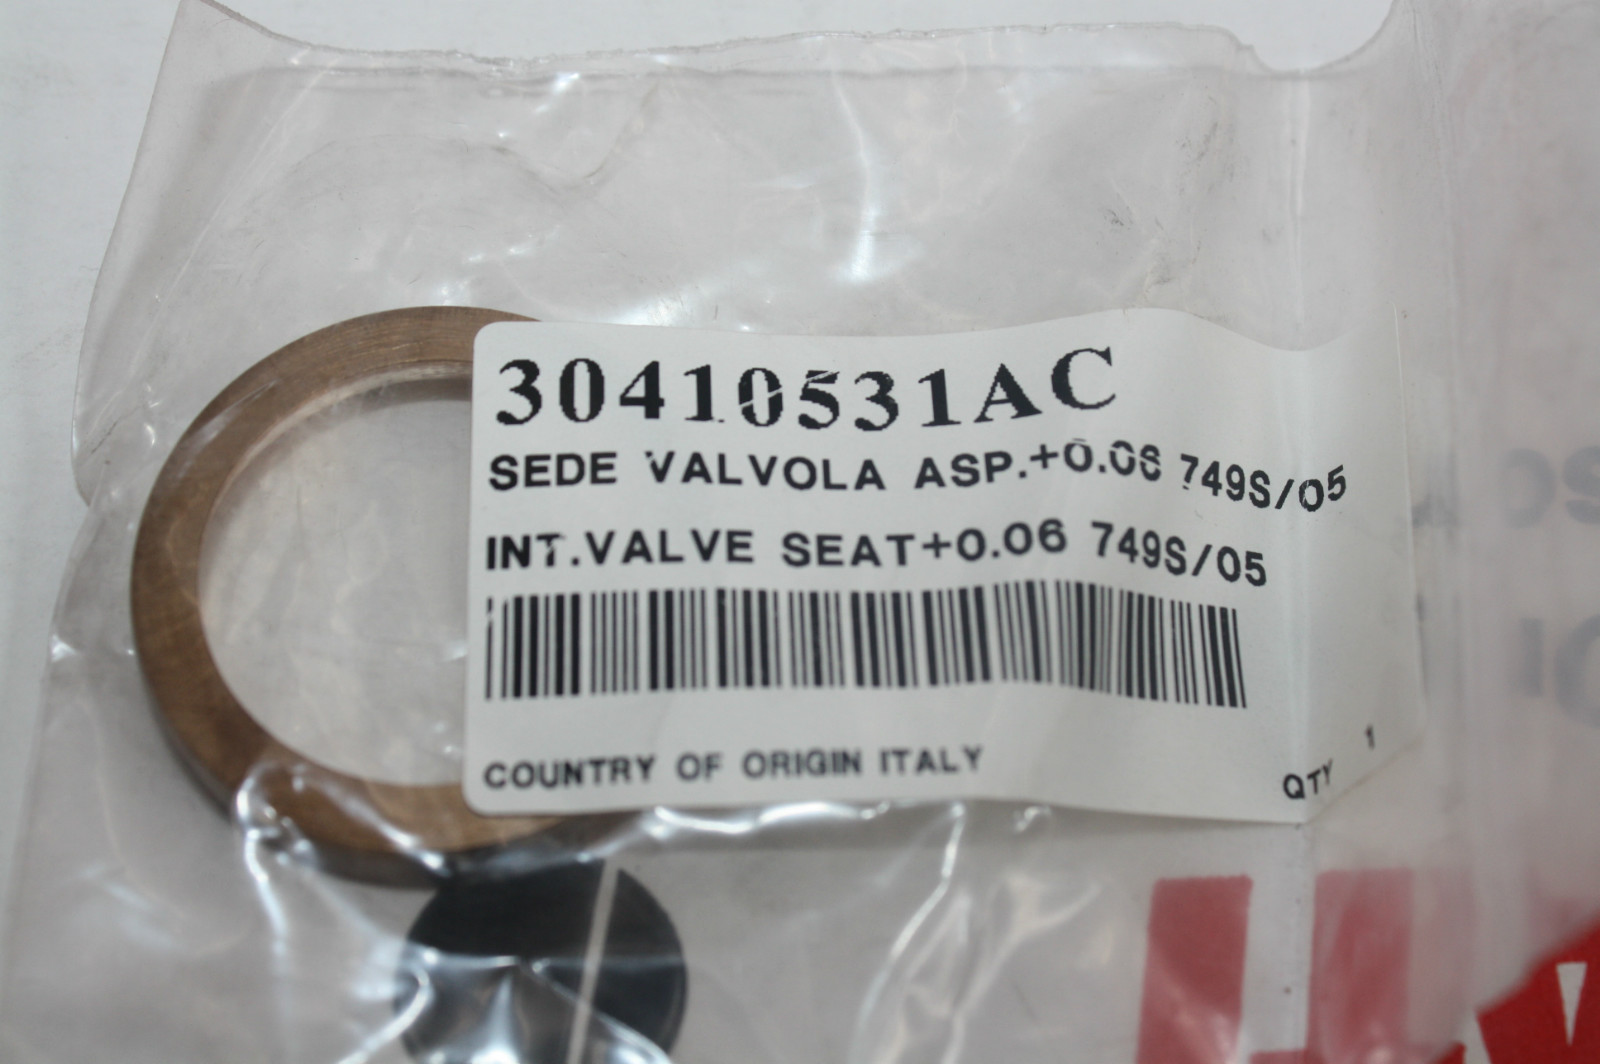 30410531AC
SEDE VALVOLA ASP.+0.06 749S/05
INT.VALVE SEAT+0.06 749S/05
COUNTRY OF ORIGIN ITALY
QTY 1